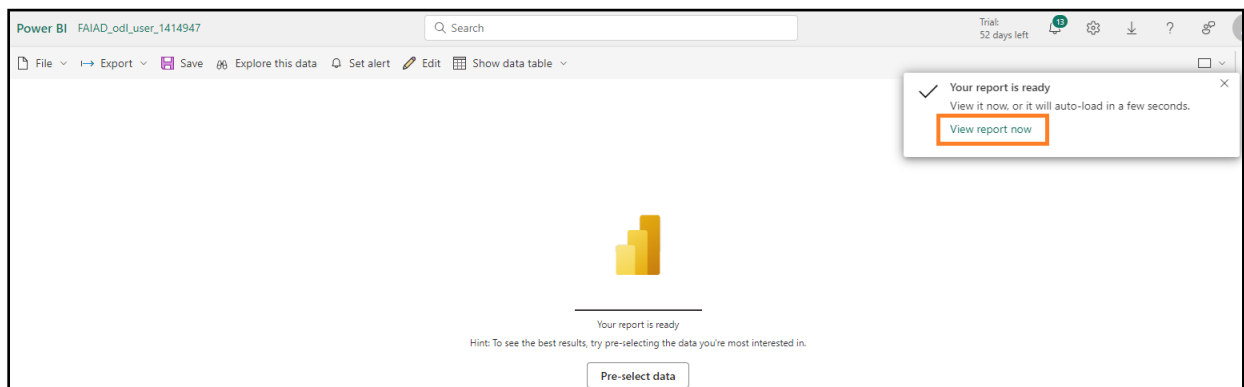 Power BI FAIAD_odl_user_1414947 Search Trial: 13
52 days left
File Export Save Explore this data Set alert Edit Show data table
Your report is ready
View it now, or it will auto-load in a few seconds.
View report now
Your report is ready
Hint: To see the best results, try pre-selecting the data you're most interested in.
Pre-select data